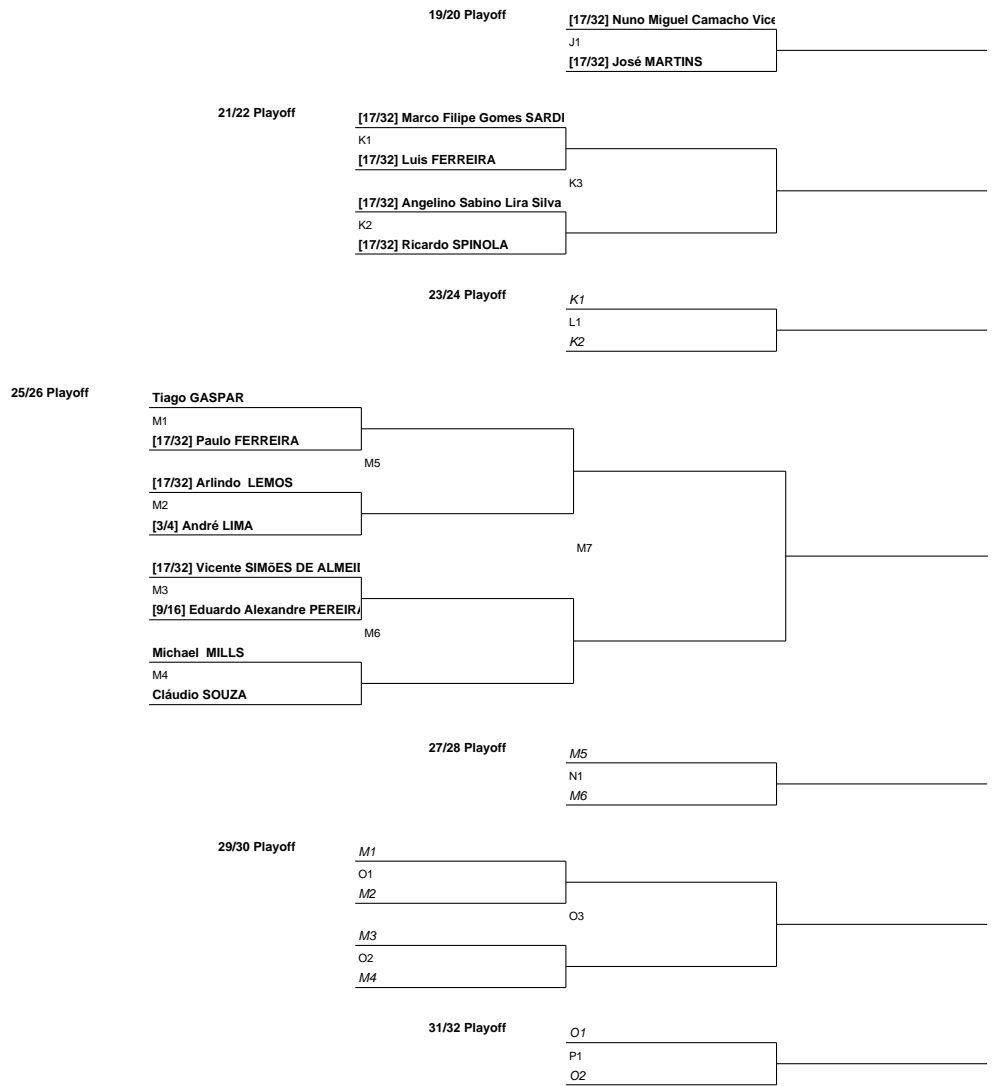 19/20 Playoff
[17/32] Nuno Miguel Camacho Vice
J1
[17/32] José MARTINS
21/22 Playoff
[17/32] Marco Filipe Gomes SARDI
K1
[17/32] Luis FERREIRA
K3
[17/32] Angelino Sabino Lira Silva
K2
[17/32] Ricardo SPINOLA
23/24 Playoff
K1
L1
K2
25/26 Playoff
Tiago GASPAR
M1
[17/32] Paulo FERREIRA
M5
[17/32] Arlindo LEMOS
M2
[3/4] André LIMA
M7
[17/32] Vicente SIMõES DE ALMEI
M3
[9/16] Eduardo Alexandre PEREIRA
M6
Michael MILLS
M4
Cláudio SOUZA
27/28 Playoff
M5
N1
M6
29/30 Playoff
M1
O1
M2
O3
M3
O2
M4
31/32 Playoff
O1
P1
O2